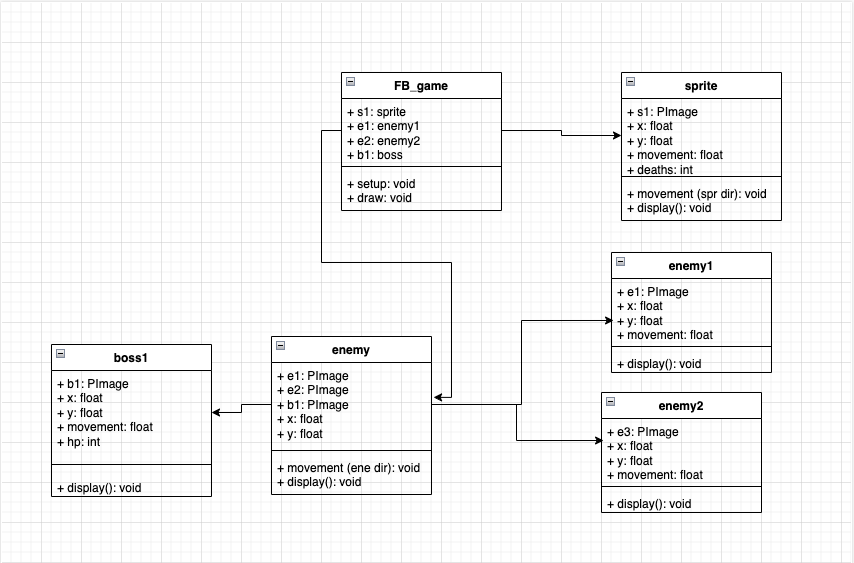 FB_game
+ s1: sprite
+ e1: enemy1
+ e2: enemy2
+ b1: boss
+ setup: void
+ draw: void
sprite
+ s1: PImage
+ x: float
+ y: float
+ movement: float
+ deaths: int
+ movement (spr dir): void
+ display(): void
enemy1
+ e1: PImage
+ x: float
+ y: float
+ movement: float
+ display(): void
boss1
+ b1: PImage
+ x: float
+ y: float
+ movement: float
+ hp: int
+ display(): void
enemy
+ e1: PImage
+ e2: PImage
+ b1: PImage
+ x: float
+ y: float
+ movement (ene dir): void
+ display(): void
enemy2
+ e3: PImage
+ x: float
+ y: float
+ movement: float
+ display(): void